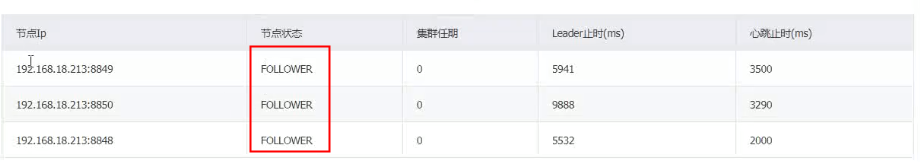 节点Ip 节点状态 集群任期 Leader止时(ms) 心跳止时(ms)
192.168.18.213:8849 FOLLOWER 0 5941 3500
192.168.18.213:8850 FOLLOWER 0 9888 3290
192.168.18.213:8848 FOLLOWER 0 5532 2000